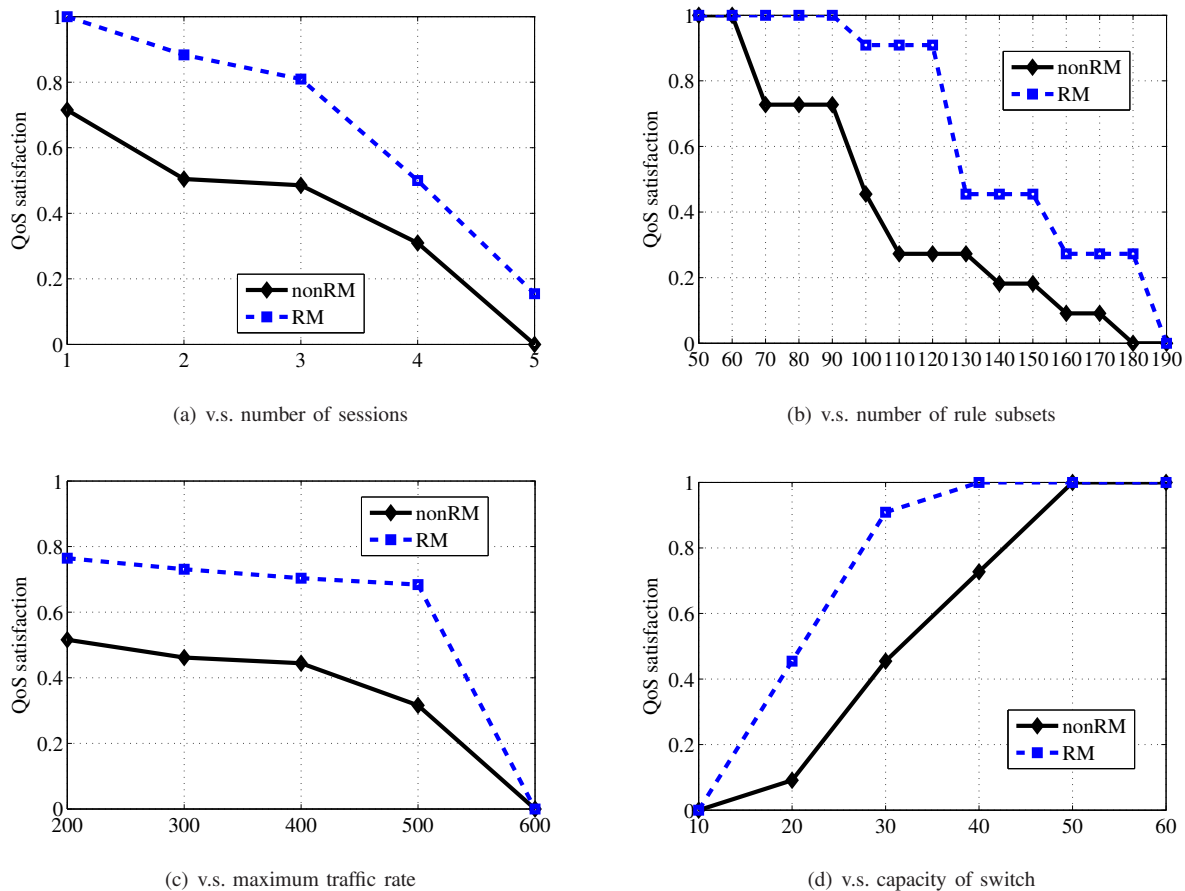 1
0.8
0.6
0.4
0.2
0
QoS satisfaction
nonRM
RM
1 2 3 4 5
(a) v.s. number of sessions
1
0.8
0.6
0.4
0.2
0
QoS satisfaction
nonRM
RM
50 60 70 80 90 100 110 120 130 140 150 160 170 180 190
(b) v.s. number of rule subsets
1
0.8
0.6
0.4
0.2
0
QoS satisfaction
nonRM
RM
200 300 400 500 600
(c) v.s. maximum traffic rate
1
0.8
0.6
0.4
0.2
0
QoS satisfaction
nonRM
RM
10 20 30 40 50 60
(d) v.s. capacity of switch